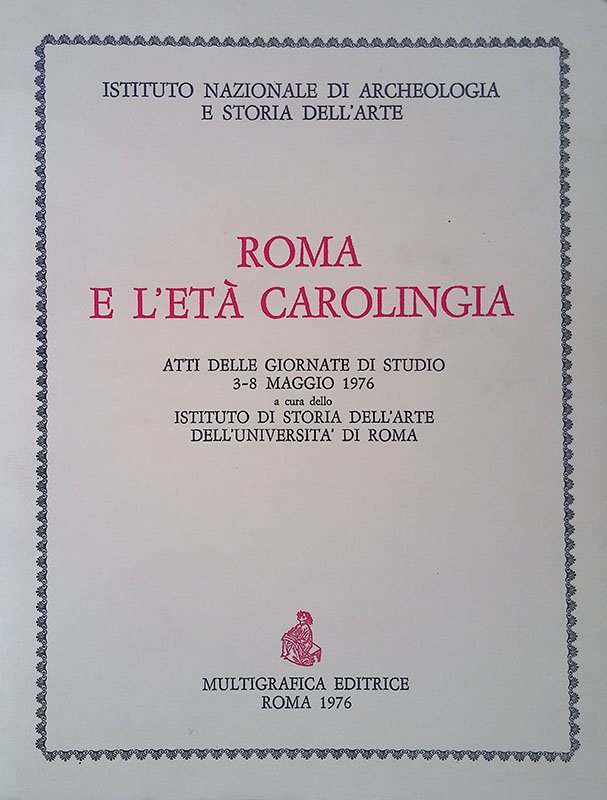 ISTITUTO NAZIONALE DI ARCHEOLOGIA
E STORIA DELL'ARTE
ROMA
E L'ETÀ CAROLINGIA
ATTI DELLE GIORNATE DI STUDIO
3-8 MAGGIO 1976
a cura dello
ISTITUTO DI STORIA DELL'ARTE
DELL'UNIVERSITA' DI ROMA
MULTIGRAFICA EDITRICE
ROMA 1976